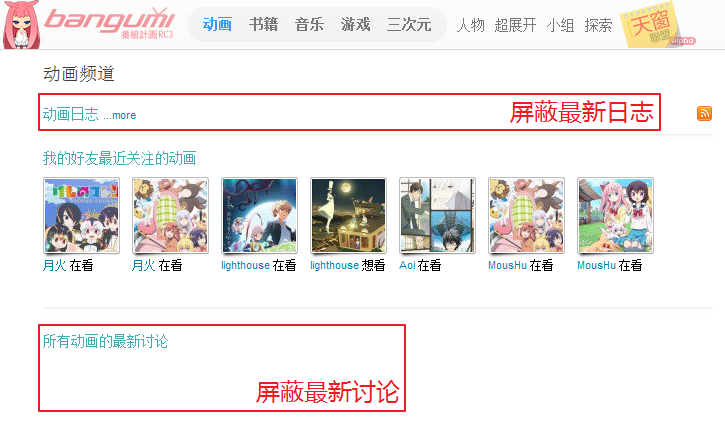 bangumi
番組計画RC3
动画 书籍 音乐 游戏 三次元 人物 超展开 小组 探索 天窗 联盟 alpha
动画频道
动画日志 ...more 屏蔽最新日志
我的好友最近关注的动画
月火 在看 月火 在看 lighthouse 在看 lighthouse 想看 Aoi 在看 MousHu 在看 MousHu 在看
所有动画的最新讨论
屏蔽最新讨论